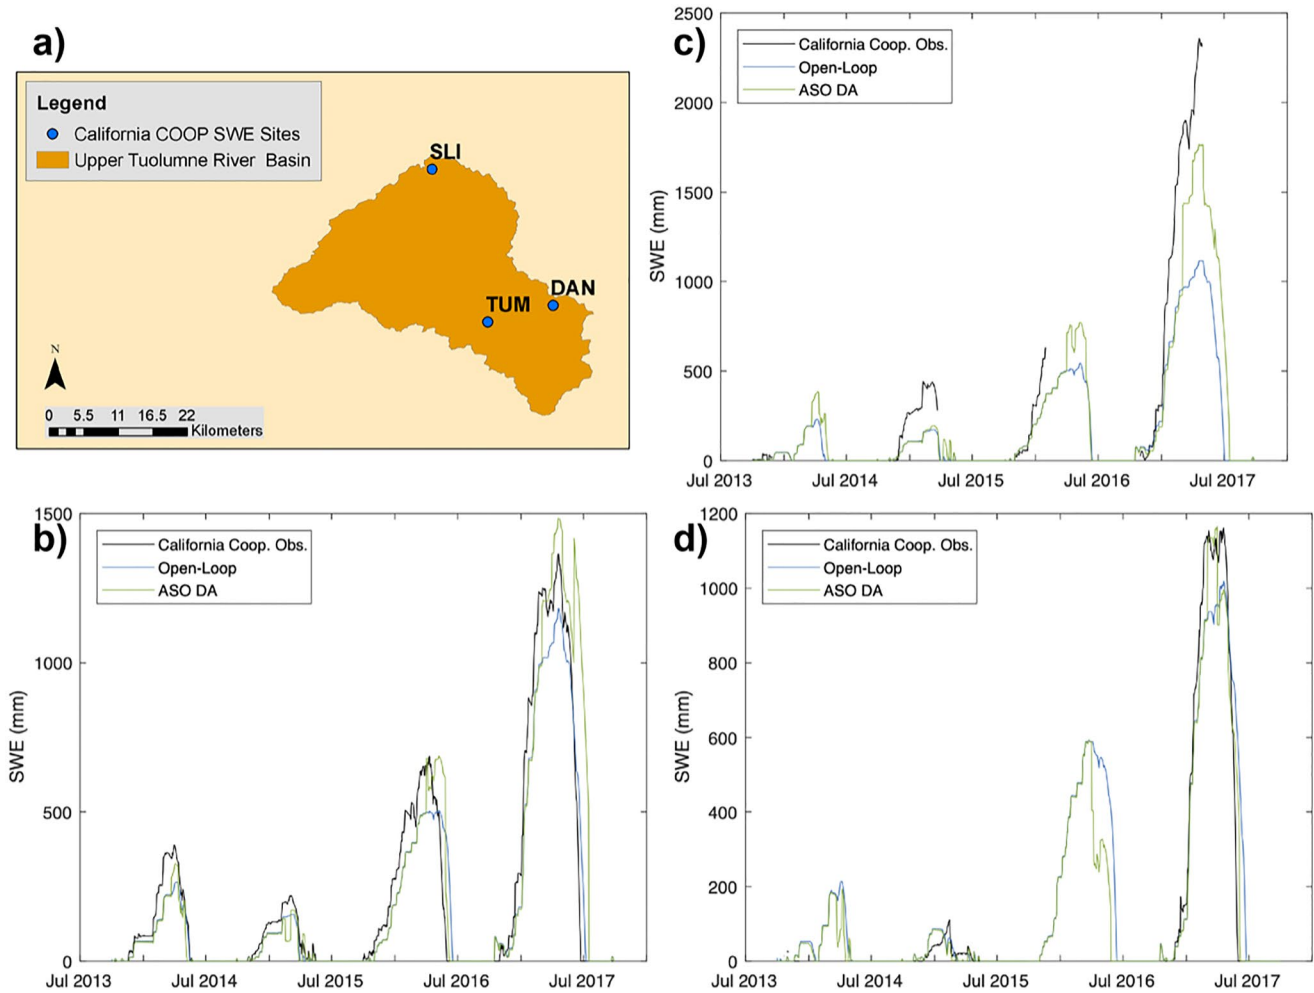 a)
Legend
California COOP SWE Sites
Upper Tuolumne River Basin
SLI
DAN
TUM
N
0 5.5 11 16.5 22
Kilometers
c)
California Coop. Obs.
Open-Loop
ASO DA
2500
2000
1500
1000
500
0
SWE (mm)
Jul 2013 Jul 2014 Jul 2015 Jul 2016 Jul 2017
b)
California Coop. Obs.
Open-Loop
ASO DA
1500
1000
500
0
SWE (mm)
Jul 2013 Jul 2014 Jul 2015 Jul 2016 Jul 2017
d)
California Coop. Obs.
Open-Loop
ASO DA
1200
1000
800
600
400
200
0
SWE (mm)
Jul 2013 Jul 2014 Jul 2015 Jul 2016 Jul 2017